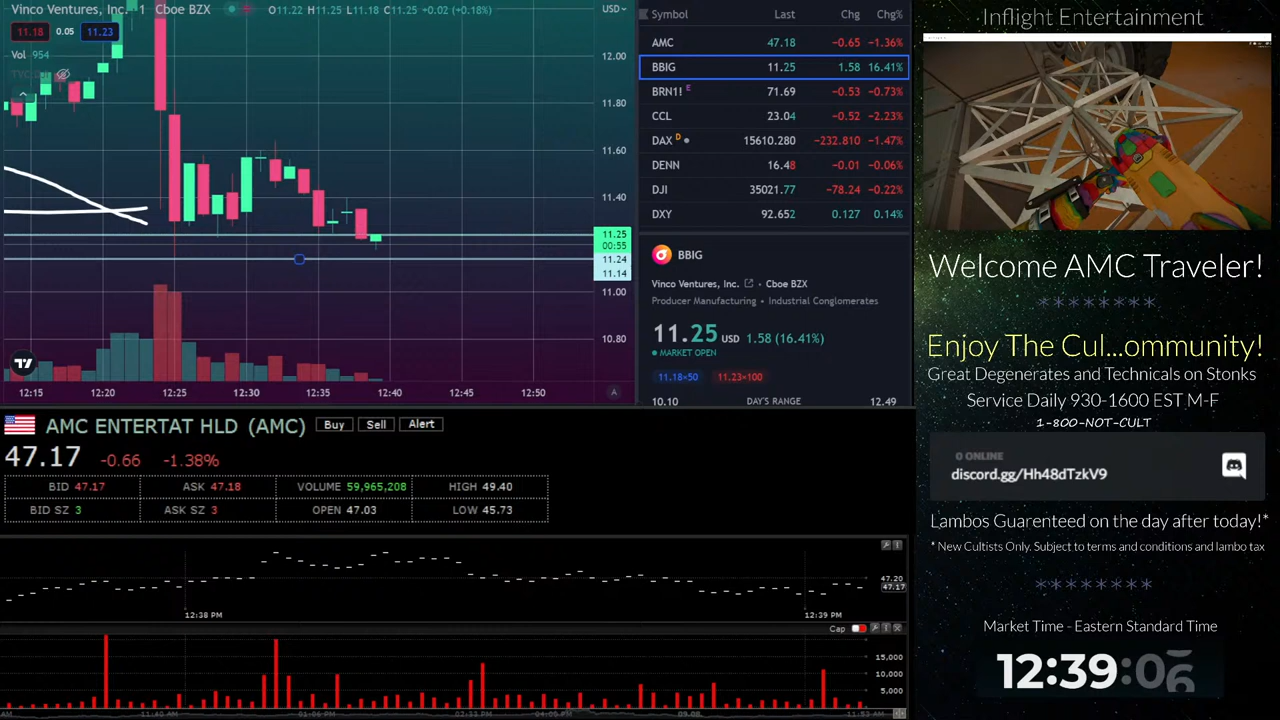 Vinco Ventures, Inc. · 1 Cboe BZX O11.22 H11.25 L11.18 C11.25 +0.02 (+0.18%) USD
11.18 0.05 11.23
Vol 954
12.00
11.80
11.60
11.40
11.25
00:55
11.24
11.14
11.00
10.80
12:15 12:20 12:25 12:30 12:35 12:40 12:45 12:50 A
Symbol Last Chg Chg%
AMC 47.18 −0.65 −1.36%
BBIG 11.25 1.58 16.41%
BRN1! E 71.69 −0.53 −0.73%
CCL 23.04 −0.52 −2.23%
DAX D 15610.280 −232.810 −1.47%
DENN 16.48 −0.01 −0.06%
DJI 35021.77 −78.24 −0.22%
DXY 92.652 0.127 0.14%
BBIG
Vinco Ventures, Inc. · Cboe BZX
Producer Manufacturing • Industrial Conglomerates
11.25 USD 1.58 (16.41%)
MARKET OPEN
11.18×50 11.23×100
10.10 DAY'S RANGE 12.49
AMC ENTERTAT HLD (AMC) Buy Sell Alert
47.17 -0.66 -1.38%
BID 47.17 ASK 47.18 VOLUME 59,965,208 HIGH 49.40
BID SZ 3 ASK SZ 3 OPEN 47.03 LOW 45.73
47.20
47.17
12:38 PM 12:39 PM
Cap
15,000
10,000
5,000
Inflight Entertainment
Welcome AMC Traveler!
********
Enjoy The Cul...ommunity!
Great Degenerates and Technicals on Stonks
Service Daily 930-1600 EST M-F
1-800-NOT-CULT
0 ONLINE
discord.gg/Hh48dTzkV9
Lambos Guarenteed on the day after today!*
* New Cultists Only. Subject to terms and conditions and lambo tax
********
Market Time - Eastern Standard Time
12:39:06